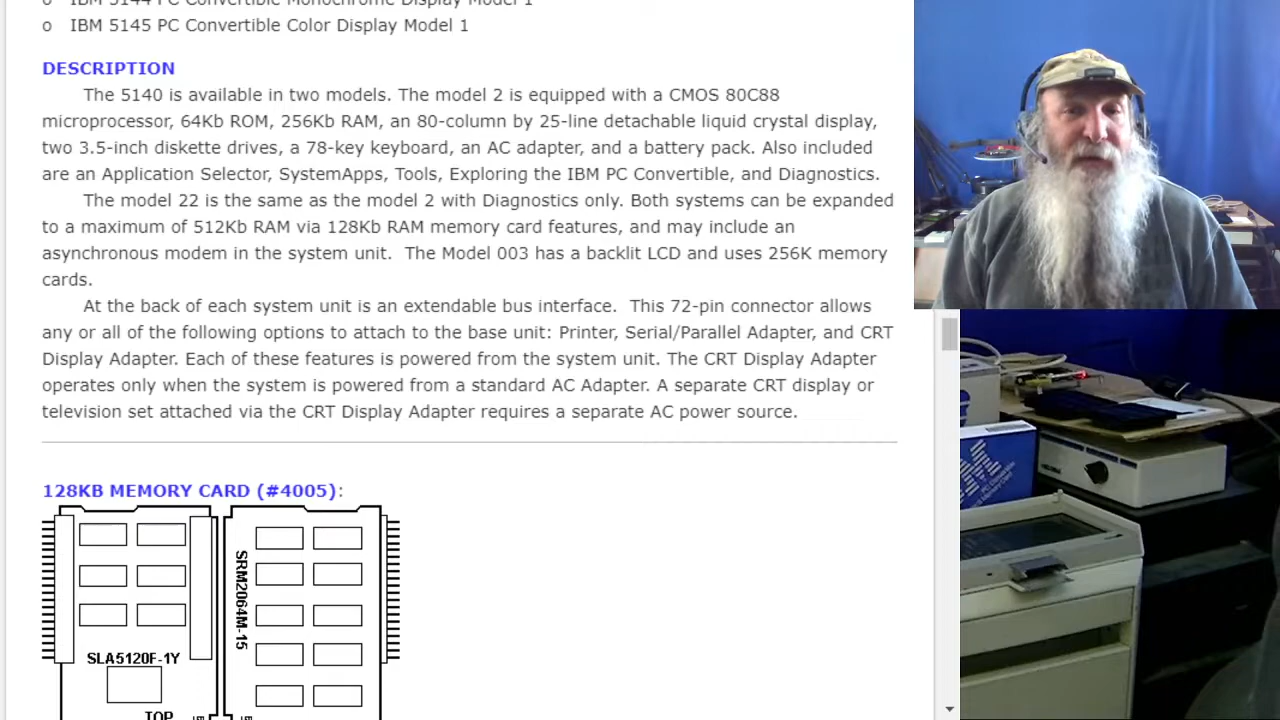 o IBM 5144 PC Convertible Monochrome Display Model 1
o IBM 5145 PC Convertible Color Display Model 1
DESCRIPTION
The 5140 is available in two models. The model 2 is equipped with a CMOS 80C88
microprocessor, 64Kb ROM, 256Kb RAM, an 80-column by 25-line detachable liquid crystal display,
two 3.5-inch diskette drives, a 78-key keyboard, an AC adapter, and a battery pack. Also included
are an Application Selector, SystemApps, Tools, Exploring the IBM PC Convertible, and Diagnostics.
The model 22 is the same as the model 2 with Diagnostics only. Both systems can be expanded
to a maximum of 512Kb RAM via 128Kb RAM memory card features, and may include an
asynchronous modem in the system unit. The Model 003 has a backlit LCD and uses 256K memory
cards.
At the back of each system unit is an extendable bus interface. This 72-pin connector allows
any or all of the following options to attach to the base unit: Printer, Serial/Parallel Adapter, and CRT
Display Adapter. Each of these features is powered from the system unit. The CRT Display Adapter
operates only when the system is powered from a standard AC Adapter. A separate CRT display or
television set attached via the CRT Display Adapter requires a separate AC power source.
128KB MEMORY CARD (#4005):
SRM2064M-15
SLA5120F-1Y
TOP